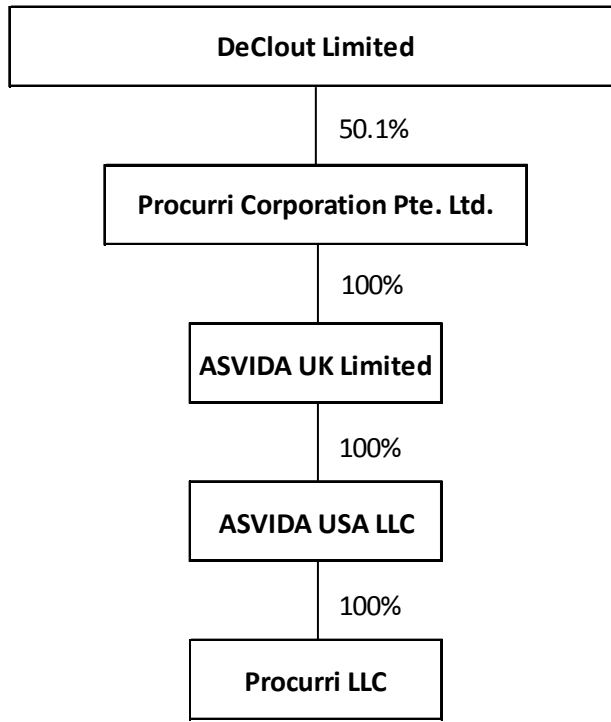 DeClout Limited
50.1%
Procurri Corporation Pte. Ltd.
100%
ASVIDA UK Limited
100%
ASVIDA USA LLC
100%
Procurri LLC